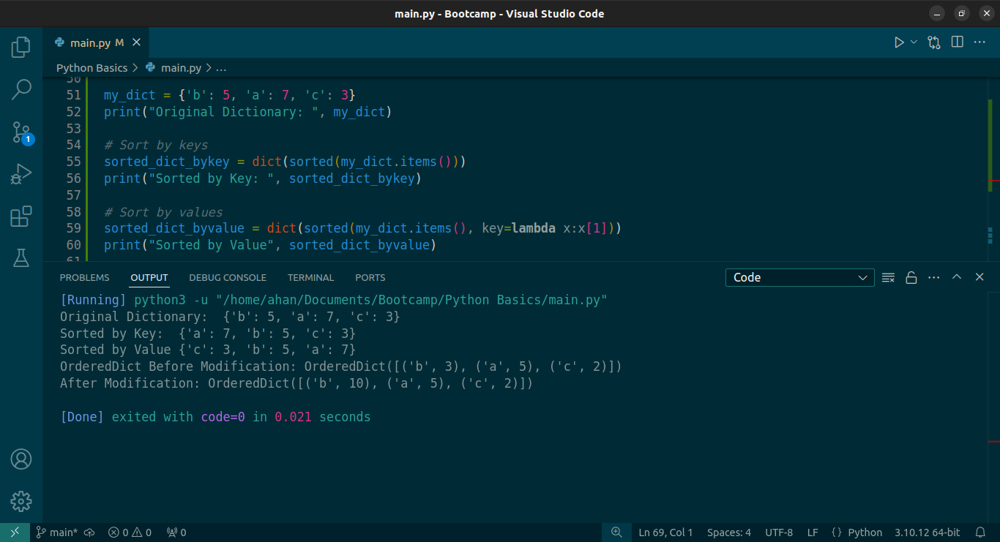 main.py - Bootcamp - Visual Studio Code
main.py M
Python Basics > main.py > ...
50
51 my_dict = {'b': 5, 'a': 7, 'c': 3}
52 print("Original Dictionary: ", my_dict)
53
54 # Sort by keys
55 sorted_dict_bykey = dict(sorted(my_dict.items()))
56 print("Sorted by Key: ", sorted_dict_bykey)
57
58 # Sort by values
59 sorted_dict_byvalue = dict(sorted(my_dict.items(), key=lambda x:x[1]))
60 print("Sorted by Value", sorted_dict_byvalue)
61
1
PROBLEMS OUTPUT DEBUG CONSOLE TERMINAL PORTS Code
[Running] python3 -u "/home/ahan/Documents/Bootcamp/Python Basics/main.py"
Original Dictionary:  {'b': 5, 'a': 7, 'c': 3}
Sorted by Key:  {'a': 7, 'b': 5, 'c': 3}
Sorted by Value {'c': 3, 'b': 5, 'a': 7}
OrderedDict Before Modification: OrderedDict([('b', 3), ('a', 5), ('c', 2)])
After Modification: OrderedDict([('b', 10), ('a', 5), ('c', 2)])
[Done] exited with code=0 in 0.021 seconds
main* 0 0 0 Ln 69, Col 1 Spaces: 4 UTF-8 LF {} Python 3.10.12 64-bit